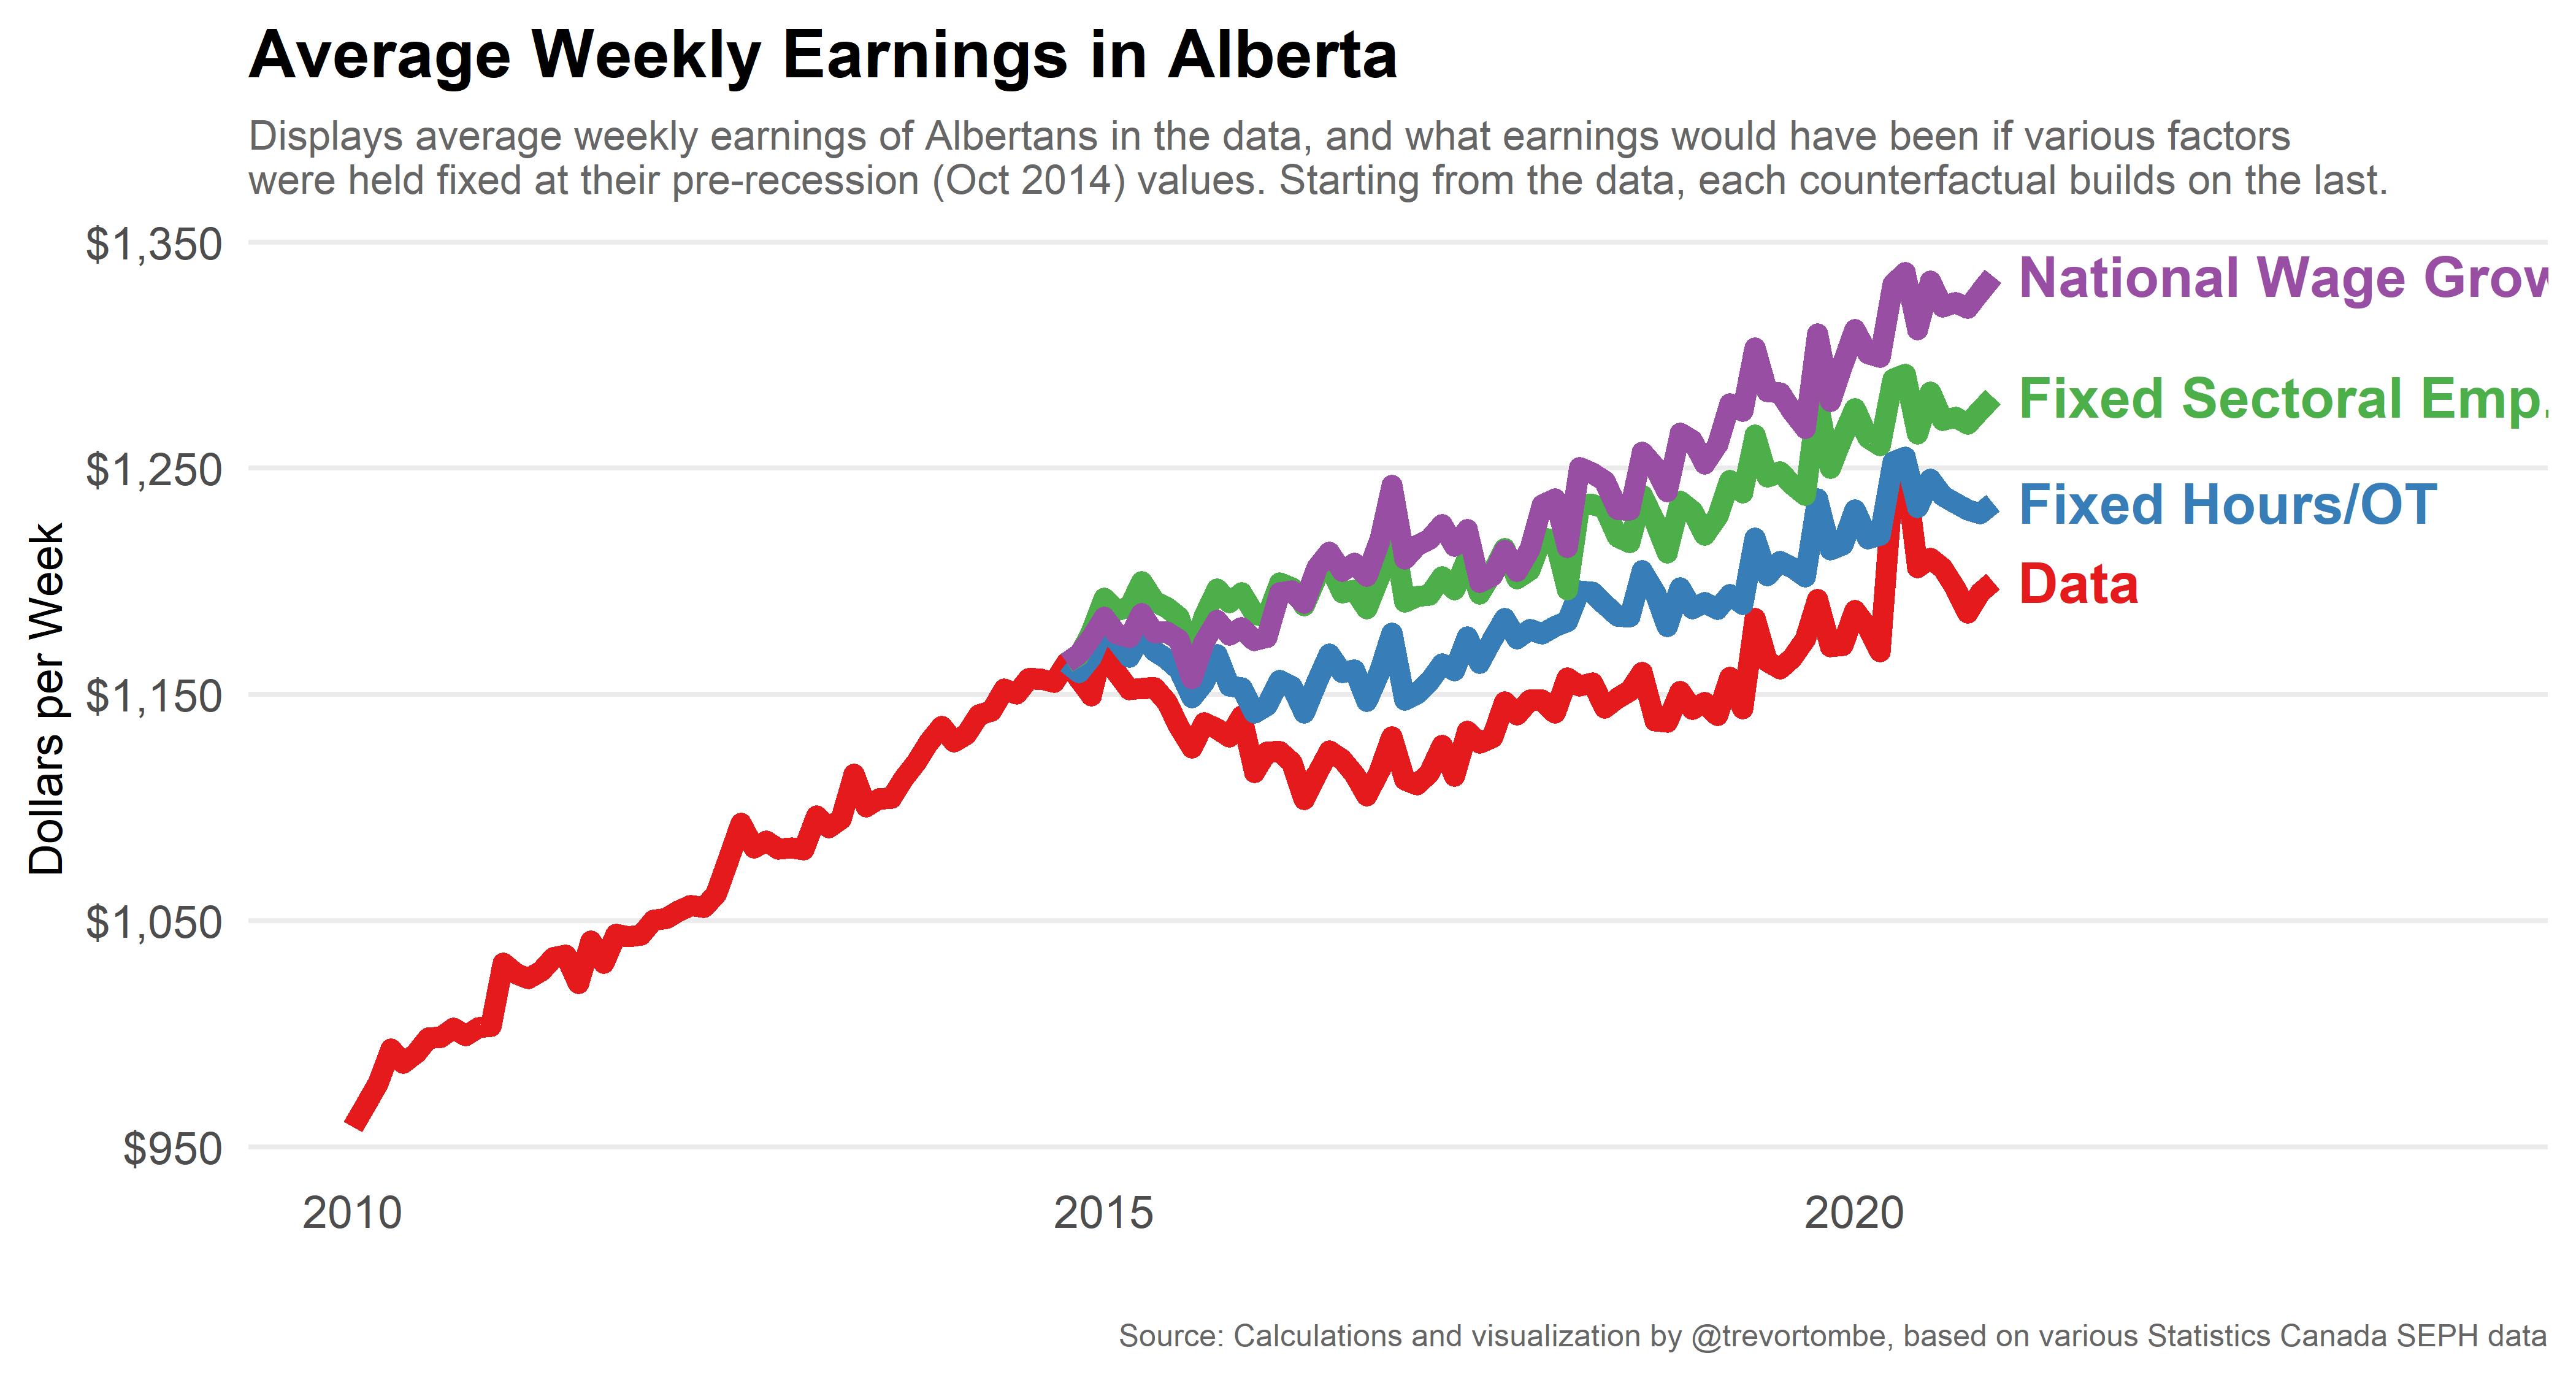 Average Weekly Earnings in Alberta
Displays average weekly earnings of Albertans in the data, and what earnings would have been if various factors
were held fixed at their pre-recession (Oct 2014) values. Starting from the data, each counterfactual builds on the last.
$1,350
$1,250
$1,150
$1,050
$950
Dollars per Week
National Wage Grow
Fixed Sectoral Emp.
Fixed Hours/OT
Data
2010
2015
2020
Source: Calculations and visualization by @trevortombe, based on various Statistics Canada SEPH data